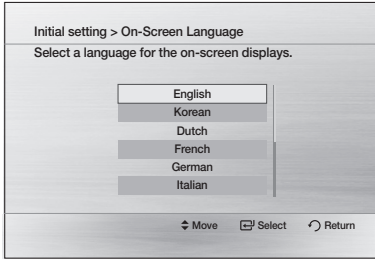 Initial setting > On-Screen Language
Select a language for the on-screen displays.
English
Korean
Dutch
French
German
Italian
Move Select Return